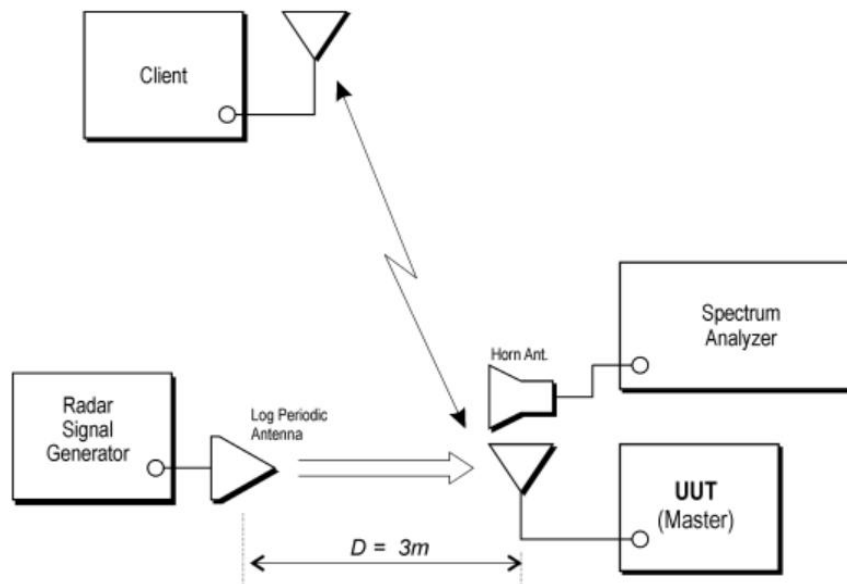 Client
Spectrum
Analyzer
Horn Ant.
Radar
Signal
Generator
Log Periodic
Antenna
UUT
(Master)
D = 3m